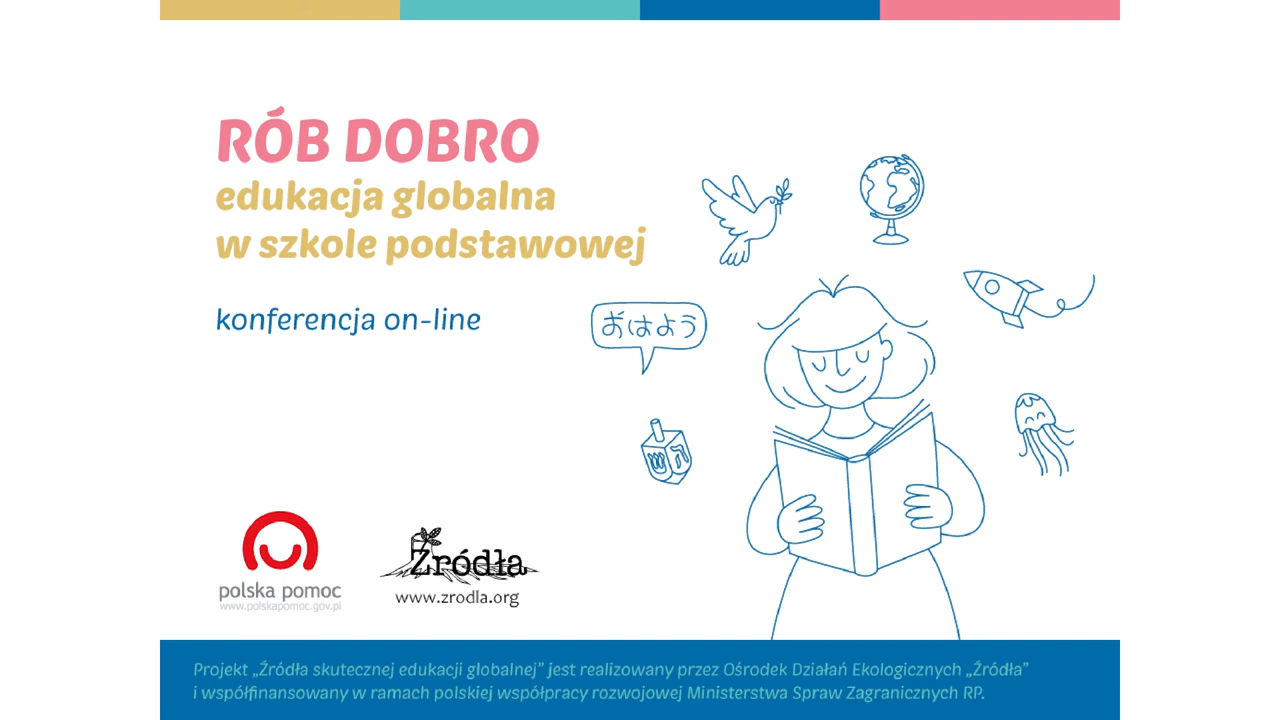 RÓB DOBRO
edukacja globalna
w szkole podstawowej
konferencja on-line
おはよう
polska pomoc
www.polskapomoc.gov.pl
Źródła
www.zrodla.org
Projekt „Źródła skutecznej edukacji globalnej” jest realizowany przez Ośrodek Działań Ekologicznych „Źródła”
i współfinansowany w ramach polskiej współpracy rozwojowej Ministerstwa Spraw Zagranicznych RP.